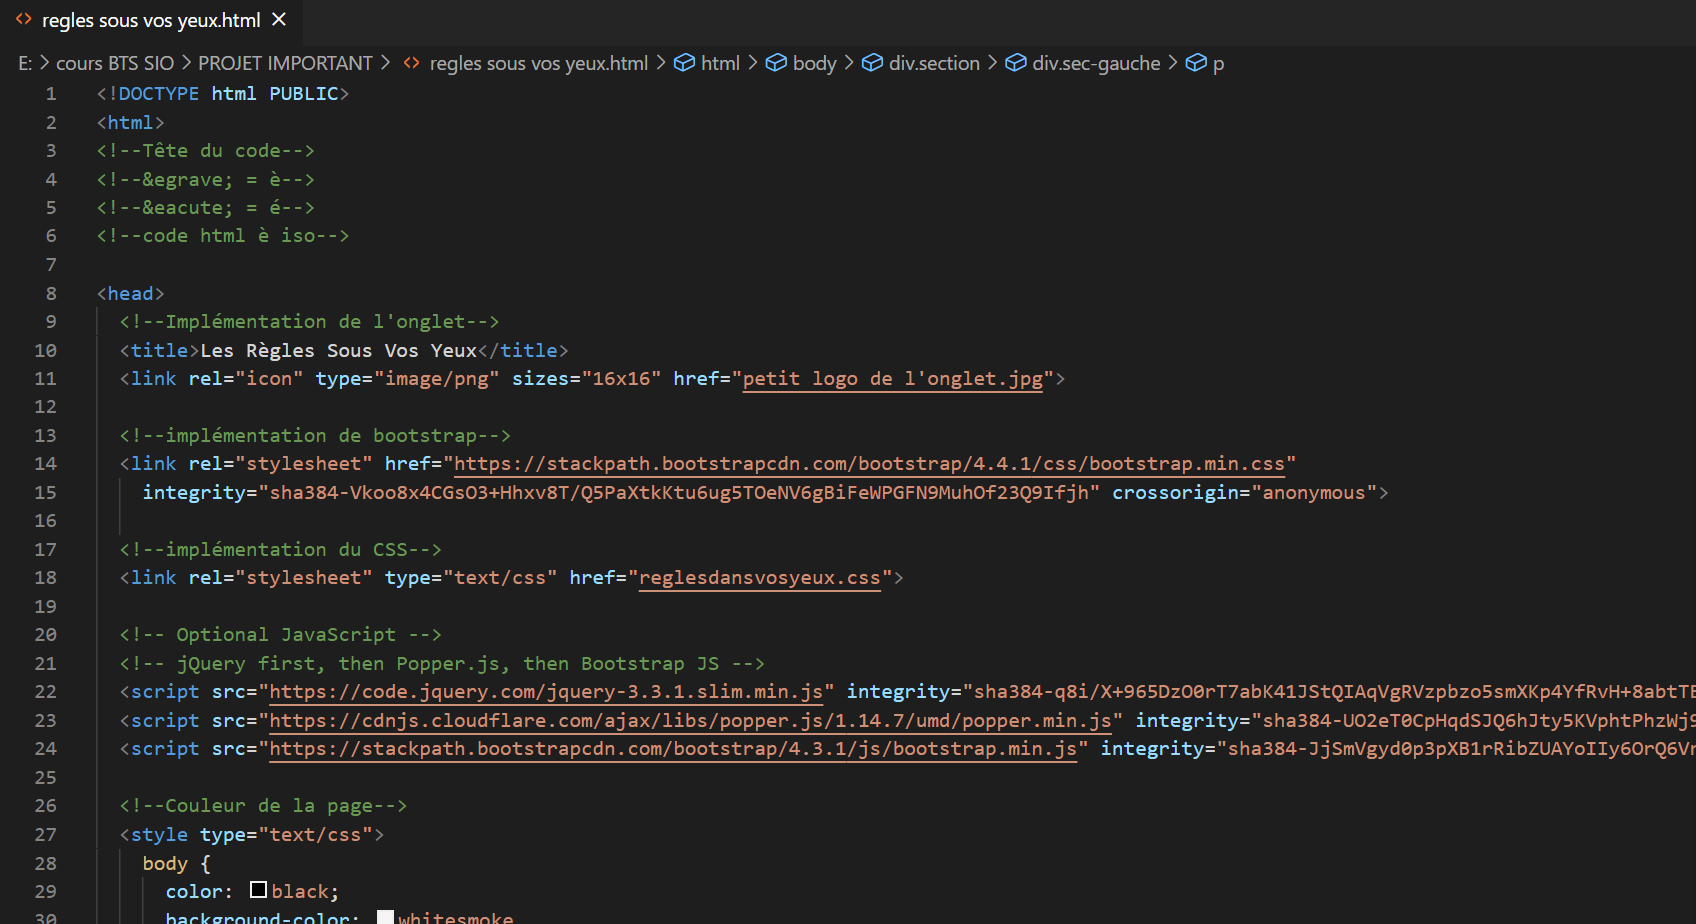 regles sous vos yeux.html
E: > cours BTS SIO > PROJET IMPORTANT > <> regles sous vos yeux.html > html > body > div.section > div.sec-gauche > p
1 <!DOCTYPE html PUBLIC>
2 <html>
3 <!--Tête du code-->
4 <!--&egrave; = è-->
5 <!--&eacute; = é-->
6 <!--code html è iso-->
7
8 <head>
9 <!--Implémentation de l'onglet-->
10 <title>Les Règles Sous Vos Yeux</title>
11 <link rel="icon" type="image/png" sizes="16x16" href="petit logo de l'onglet.jpg">
12
13 <!--implémentation de bootstrap-->
14 <link rel="stylesheet" href="https://stackpath.bootstrapcdn.com/bootstrap/4.4.1/css/bootstrap.min.css"
15 integrity="sha384-Vkoo8x4CGsO3+Hhxv8T/Q5PaXtkKtu6ug5TOeNV6gBiFeWPGFN9MuhOf23Q9Ifjh" crossorigin="anonymous">
16
17 <!--implémentation du CSS-->
18 <link rel="stylesheet" type="text/css" href="reglesdansvosyeux.css">
19
20 <!-- Optional JavaScript -->
21 <!-- jQuery first, then Popper.js, then Bootstrap JS -->
22 <script src="https://code.jquery.com/jquery-3.3.1.slim.min.js" integrity="sha384-q8i/X+965DzO0rT7abK41JStQIAqVgRVzpbzo5smXKp4YfRvH+8abtTE
23 <script src="https://cdnjs.cloudflare.com/ajax/libs/popper.js/1.14.7/umd/popper.min.js" integrity="sha384-UO2eT0CpHqdSJQ6hJty5KVphtPhzWj9
24 <script src="https://stackpath.bootstrapcdn.com/bootstrap/4.3.1/js/bootstrap.min.js" integrity="sha384-JjSmVgyd0p3pXB1rRibZUAYoIIy6OrQ6Vr
25
26 <!--Couleur de la page-->
27 <style type="text/css">
28 body {
29 color: black;
30 background-color: whitesmoke